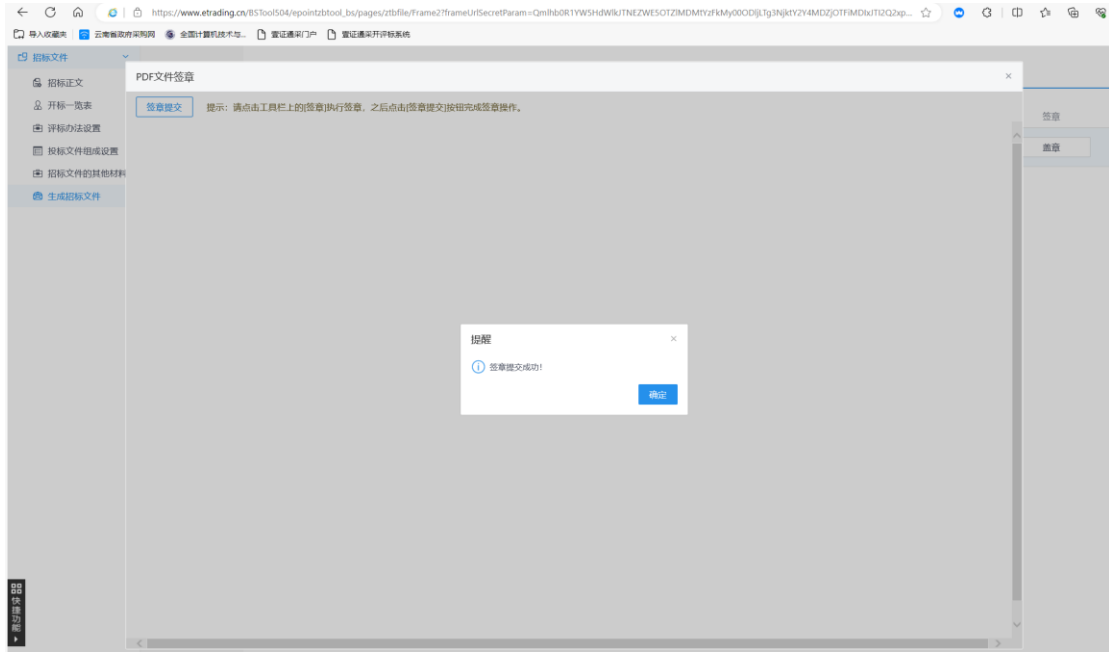 https://www.etrading.cn/BSTool504/epointzbtool_bs/pages/ztbfile/Frame2?
导入收藏夹 云南省政府采购网 全国计算机技术与... 壹证通采门户 壹证通采开评标系统
招标文件
招标正文
开标一览表
评标办法设置
投标文件组成设置
招标文件的其他材料
生成招标文件
PDF文件签章
签章提交 提示：请点击工具栏上的[签章]执行签章，之后点击[签章提交]按钮完成签章操作。
签章
盖章
提醒
签章提交成功!
确定
快捷功能